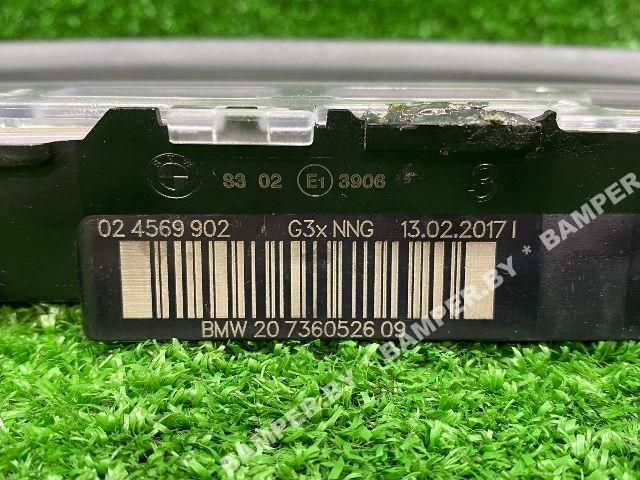 S3 02 E1 3906 3
02 4569 902 G3x NNG 13.02.2017 I
BMW 20 7360526 09
BAMPER.BY * BAMPER.BY * BAMPER.BY